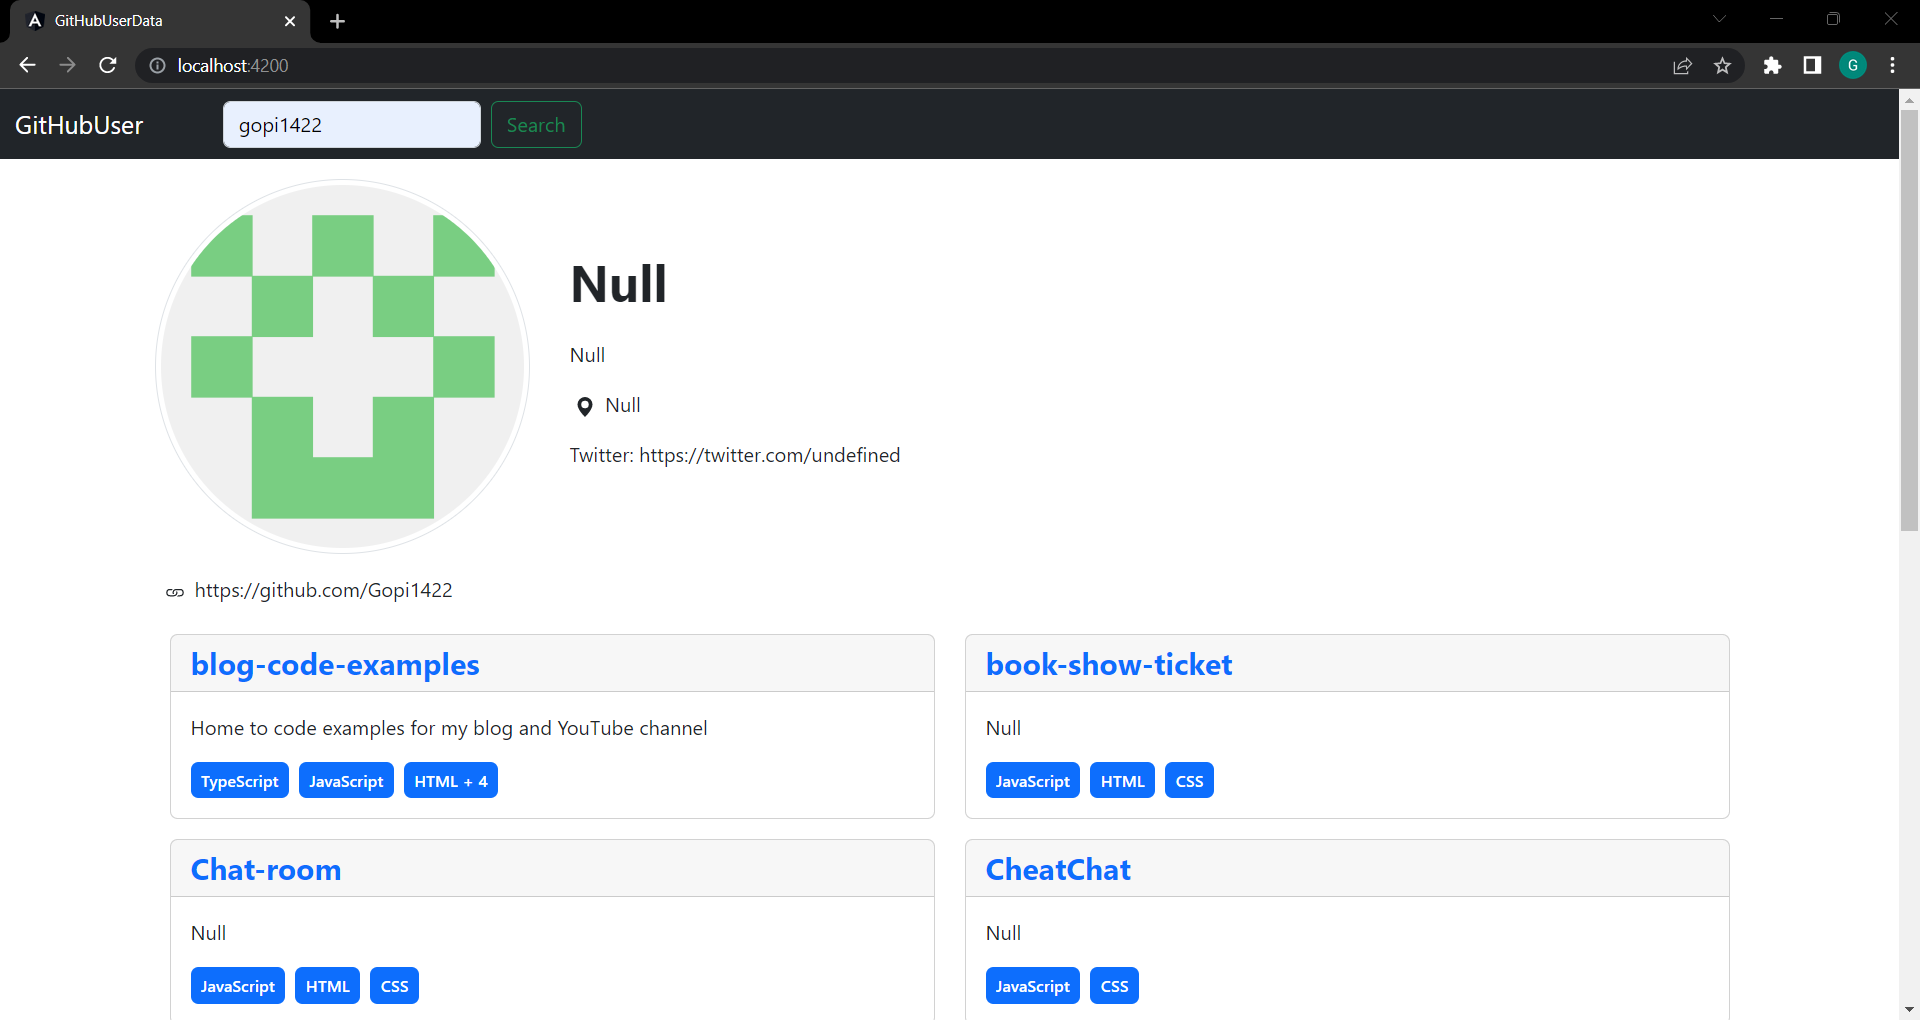 GitHubUserData
localhost:4200
G
GitHubUser
gopi1422
Search
Null
Null
Null
Twitter: https://twitter.com/undefined
https://github.com/Gopi1422
blog-code-examples
Home to code examples for my blog and YouTube channel
TypeScript JavaScript HTML + 4
book-show-ticket
Null
JavaScript HTML CSS
Chat-room
Null
JavaScript HTML CSS
CheatChat
Null
JavaScript CSS